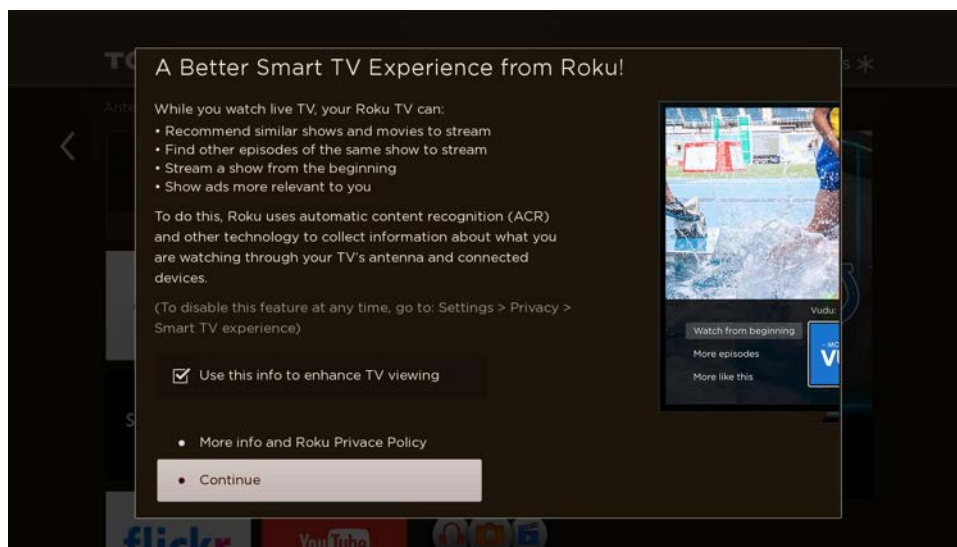 A Better Smart TV Experience from Roku!
While you watch live TV, your Roku TV can:
• Recommend similar shows and movies to stream
• Find other episodes of the same show to stream
• Stream a show from the beginning
• Show ads more relevant to you
To do this, Roku uses automatic content recognition (ACR)
and other technology to collect information about what you
are watching through your TV's antenna and connected
devices.
(To disable this feature at any time, go to: Settings > Privacy >
Smart TV experience)
Use this info to enhance TV viewing
• More info and Roku Privace Policy
• Continue
Vudu:
Watch from beginning
More episodes
More like this
flickr
YouTube